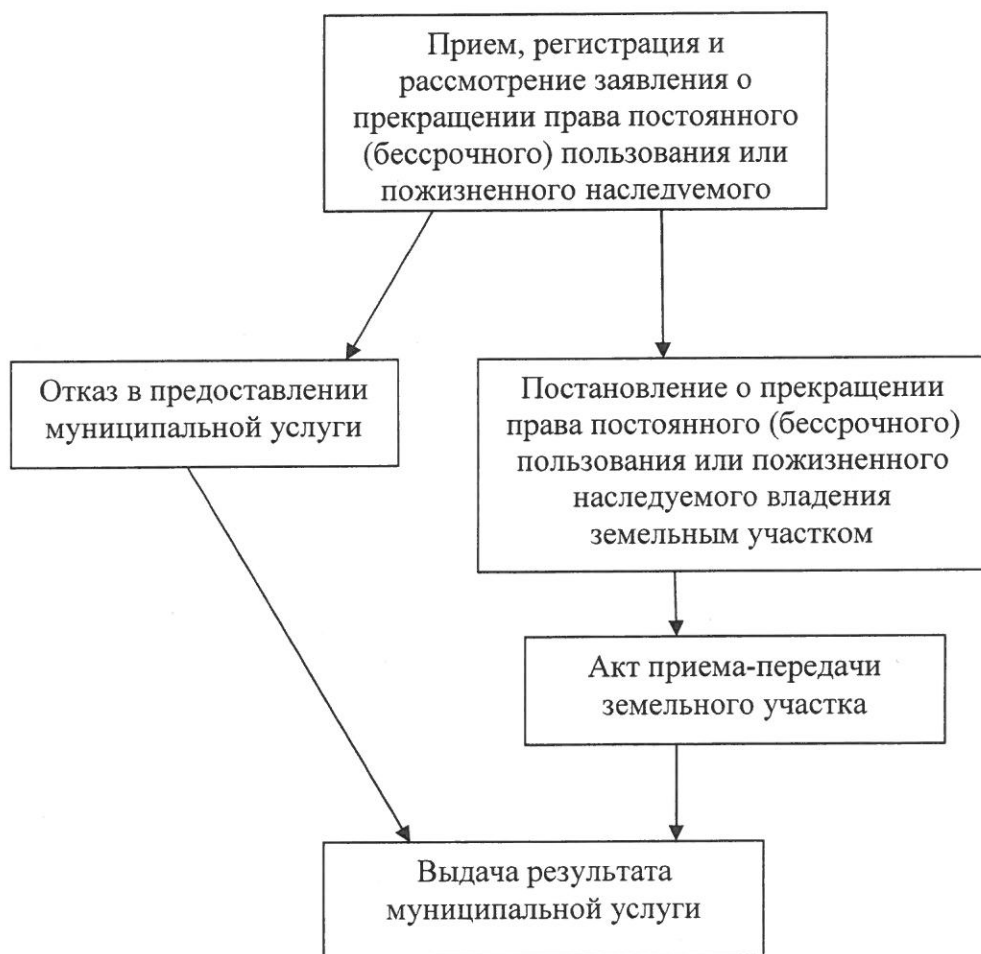 Прием, регистрация и
рассмотрение заявления о
прекращении права постоянного
(бессрочного) пользования или
пожизненного наследуемого
Отказ в предоставлении
муниципальной услуги
Постановление о прекращении
права постоянного (бессрочного)
пользования или пожизненного
наследуемого владения
земельным участком
Акт приема-передачи
земельного участка
Выдача результата
муниципальной услуги